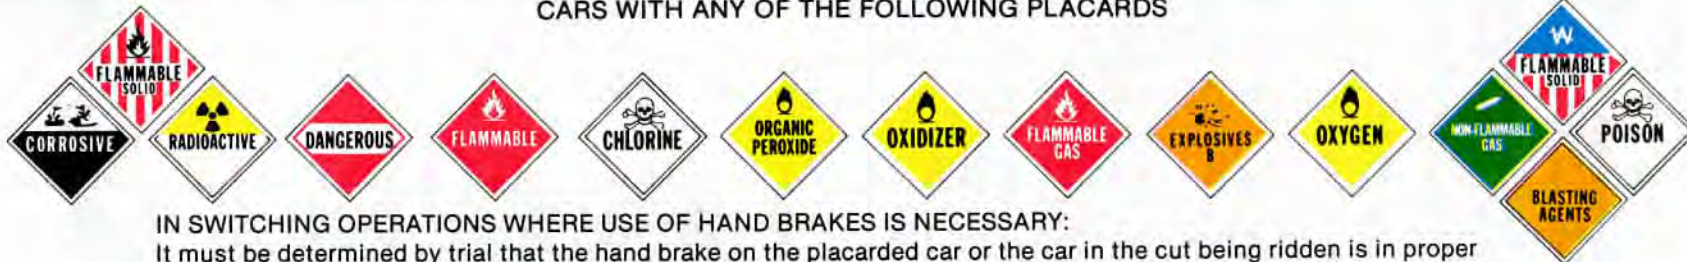 CARS WITH ANY OF THE FOLLOWING PLACARDS
FLAMMABLE
SOLID
CORROSIVE
RADIOACTIVE
DANGEROUS
FLAMMABLE
CHLORINE
ORGANIC
PEROXIDE
OXIDIZER
FLAMMABLE
GAS
EXPLOSIVES
B
OXYGEN
W
FLAMMABLE
SOLID
NON-FLAMMABLE
GAS
POISON
BLASTING
AGENTS
IN SWITCHING OPERATIONS WHERE USE OF HAND BRAKES IS NECESSARY:
It must be determined by trial that the hand brake on the placarded car or the car in the cut being ridden is in proper